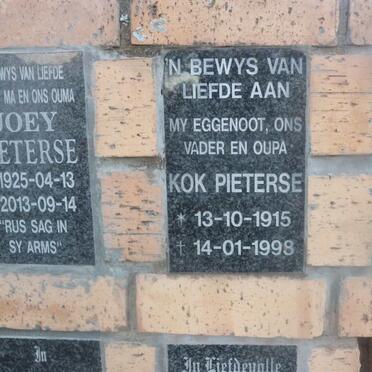 WYS VAN LIEFDE
MA EN ONS OUMA
JOEY
IETERSE
1925-04-13
2013-09-14
"RUS SAG IN
SY ARMS"
'N BEWYS VAN
LIEFDE AAN
MY EGGENOOT, ONS
VADER EN OUPA
KOK PIETERSE
* 13-10-1915
† 14-01-1998
In
In Liefdevolle